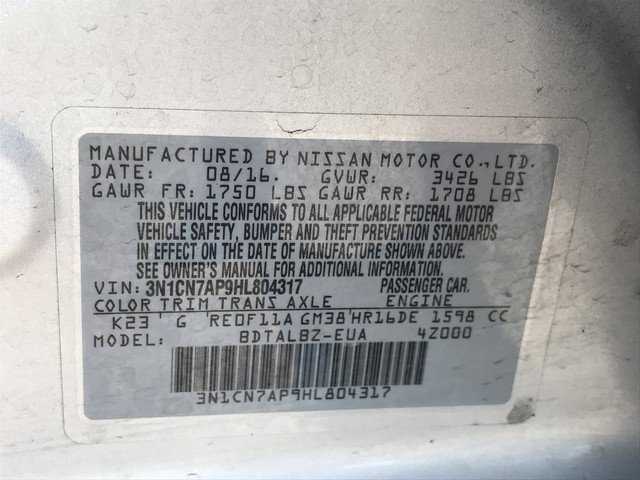 MANUFACTURED BY NISSAN MOTOR CO., LTD.
DATE: 08/16. GVWR: 3426 LBS
GAWR FR: 1750 LBS GAWR RR: 1708 LBS
THIS VEHICLE CONFORMS TO ALL APPLICABLE FEDERAL MOTOR
VEHICLE SAFETY, BUMPER AND THEFT PREVENTION STANDARDS
IN EFFECT ON THE DATE OF MANUFACTURE SHOWN ABOVE.
SEE OWNER'S MANUAL FOR ADDITIONAL INFORMATION
VIN: 3N1CN7AP9HL804317 PASSENGER CAR.
COLOR TRIM TRANS AXLE ENGINE
K23 G RE0F11A GM38 HR16DE 1598 CC
MODEL: BDTALBZ-EUA 4Z000
3N1CN7AP9HL804317